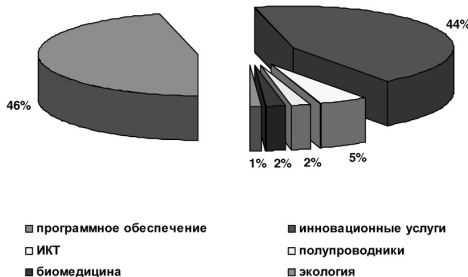 44%
46%
1%
2%
2%
5%
программное обеспечение
инновационные услуги
ИКТ
полупроводники
биомедицина
экология